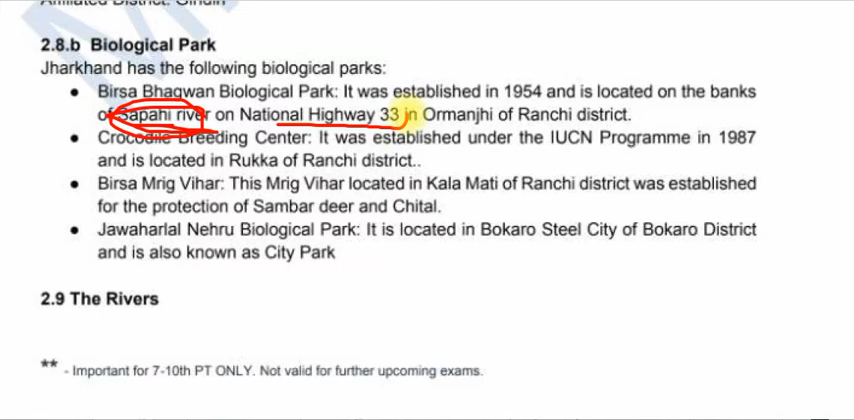 2.8.b Biological Park
Jharkhand has the following biological parks:
● Birsa Bhagwan Biological Park: It was established in 1954 and is located on the banks
of Sapahi river on National Highway 33 in Ormanjhi of Ranchi district.
● Crocodile Breeding Center: It was established under the IUCN Programme in 1987
and is located in Rukka of Ranchi district..
● Birsa Mrig Vihar: This Mrig Vihar located in Kala Mati of Ranchi district was established
for the protection of Sambar deer and Chital.
● Jawaharlal Nehru Biological Park: It is located in Bokaro Steel City of Bokaro District
and is also known as City Park
2.9 The Rivers
** - Important for 7-10th PT ONLY. Not valid for further upcoming exams.